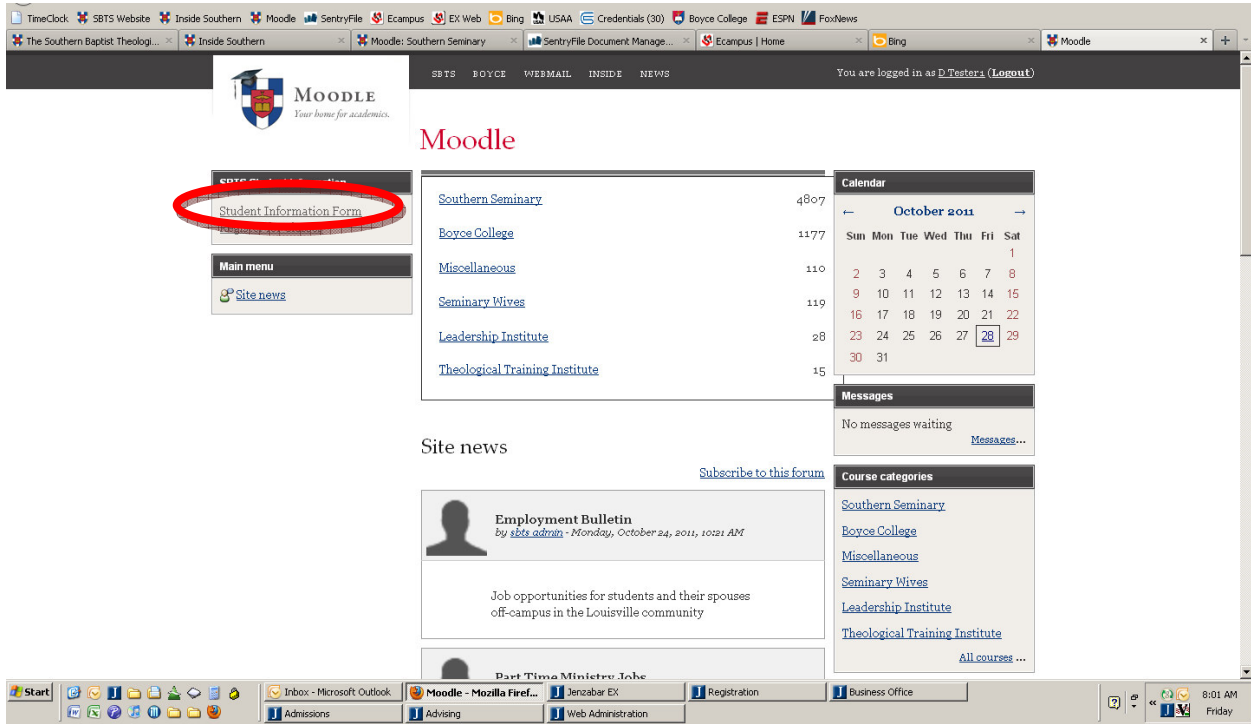 TimeClock SBTS Website Inside Southern Moodle SentryFile Ecampus EX Web Bing USAA Credentials (30) Boyce College ESPN FoxNews
The Southern Baptist Theologi... Inside Southern Moodle: Southern Seminary SentryFile Document Manage... Ecampus | Home Bing Moodle
SBTS BOYCE WEBMAIL INSIDE NEWS
You are logged in as D Tester1 (Logout)
MOODLE
Your home for academics.
Moodle
Student Information Form
Main menu
Site news
Southern Seminary 4807
Boyce College 1177
Miscellaneous 110
Seminary Wives 119
Leadership Institute 28
Theological Training Institute 15
Site news
Subscribe to this forum
Employment Bulletin
by sbts admin - Monday, October 24, 2011, 10:21 AM
Job opportunities for students and their spouses
off-campus in the Louisville community
Part Time Ministry Jobs
Calendar
← October 2011 →
Sun Mon Tue Wed Thu Fri Sat
1
2 3 4 5 6 7 8
9 10 11 12 13 14 15
16 17 18 19 20 21 22
23 24 25 26 27 28 29
30 31
Messages
No messages waiting
Messages...
Course categories
Southern Seminary
Boyce College
Miscellaneous
Seminary Wives
Leadership Institute
Theological Training Institute
All courses ...
Start Inbox - Microsoft Outlook Moodle - Mozilla Firef... Jenzabar EX Registration Business Office 8:01 AM
Admissions Advising Web Administration Friday